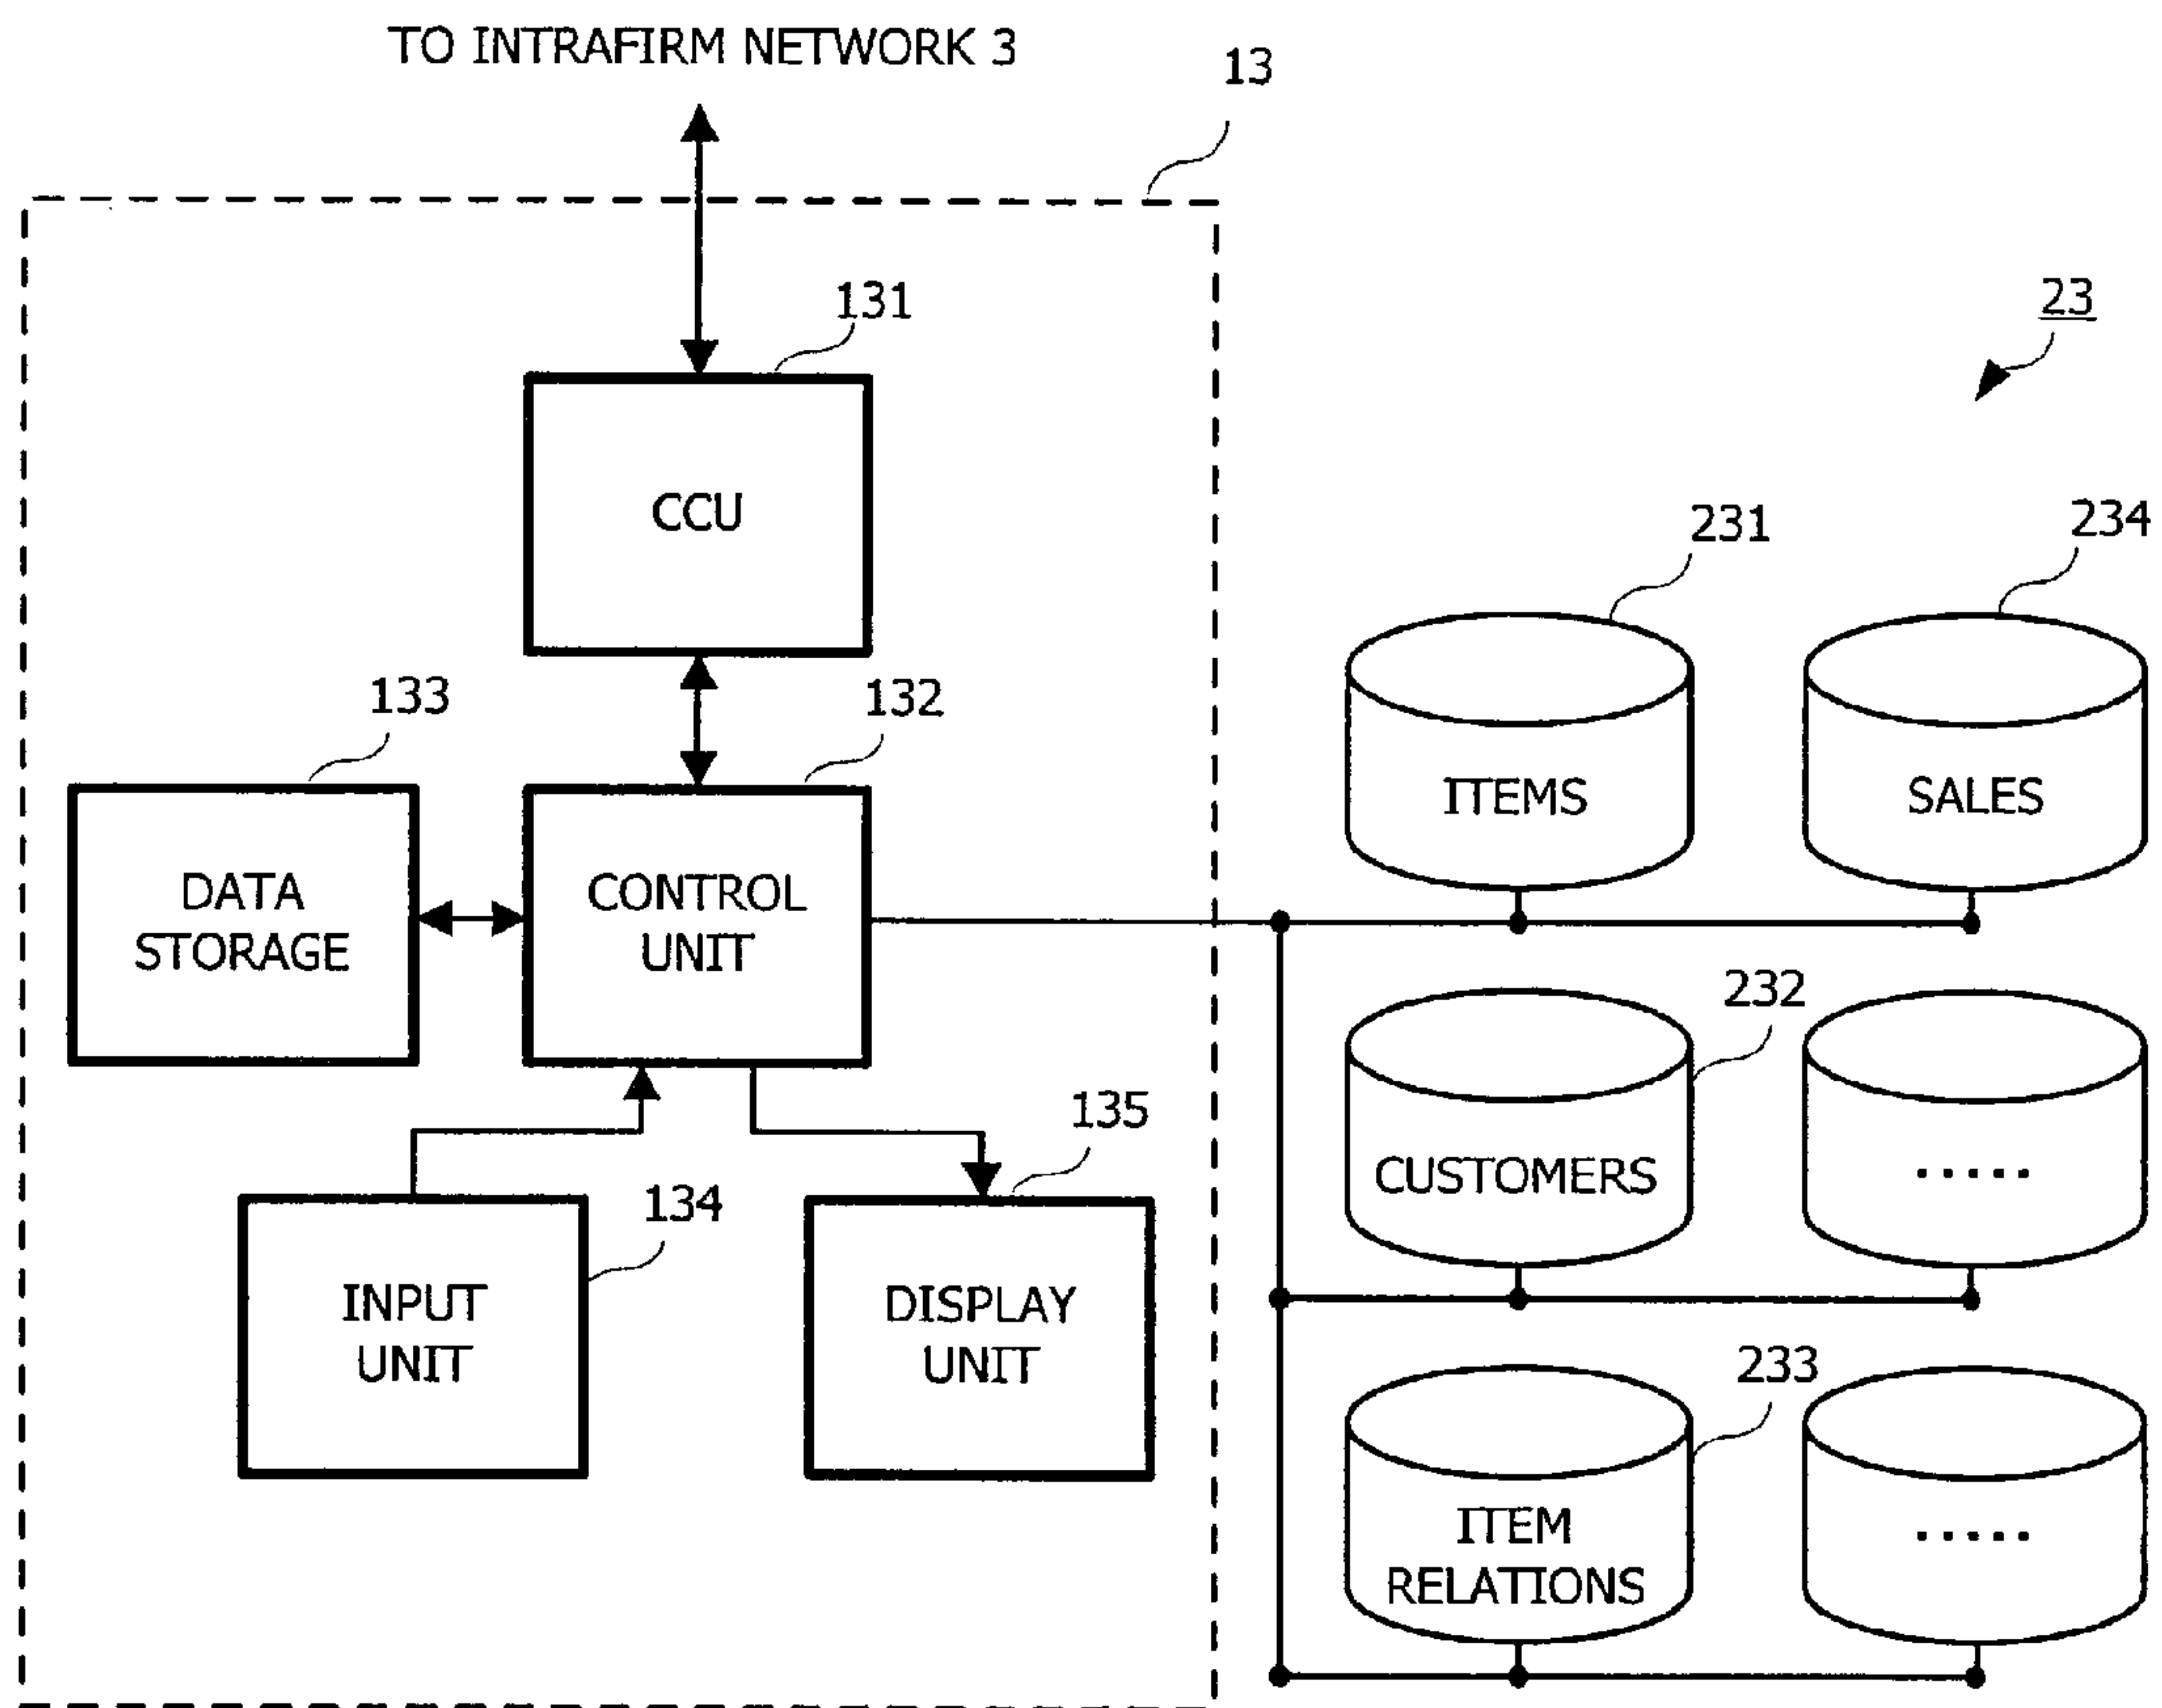 TO INTRAFIRM NETWORK 3
13
131
CCU
23
231
234
ITEMS
SALES
133
132
DATA
STORAGE
CONTROL
UNIT
232
CUSTOMERS
.....
134
135
INPUT
UNIT
DISPLAY
UNIT
233
ITEM
RELATIONS
.....